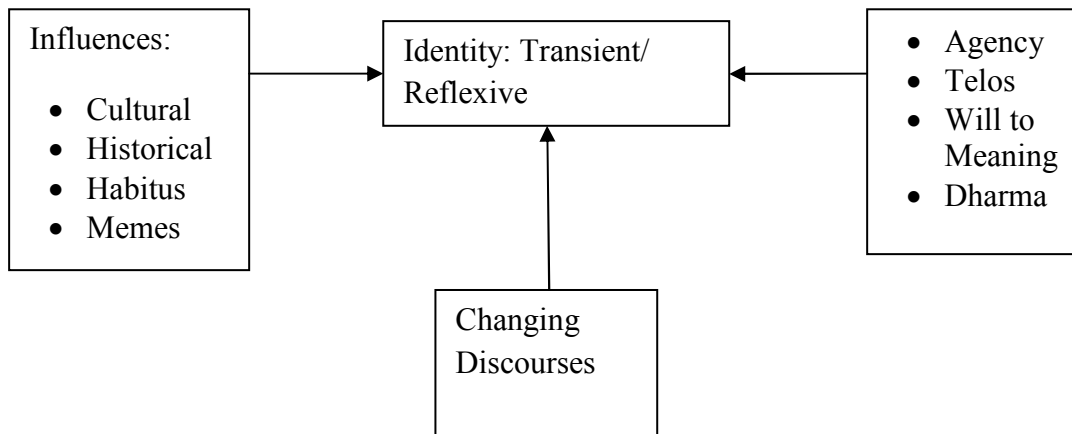 Influences:
• Cultural
• Historical
• Habitus
• Memes
Identity: Transient/
Reflexive
• Agency
• Telos
• Will to
Meaning
• Dharma
Changing
Discourses